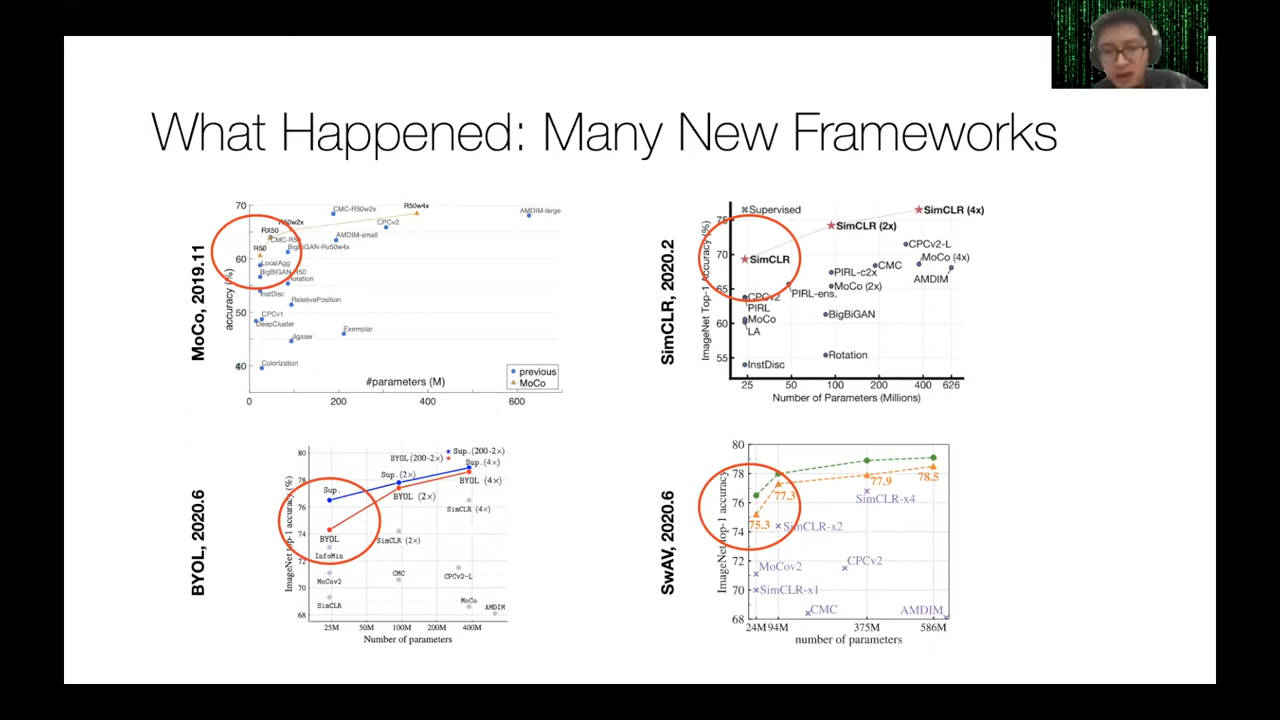 What Happened: Many New Frameworks
MoCo, 2019.11
accuracy (%)
70
60
50
40
0
200
400
600
#parameters (M)
previous
MoCo
R50w2x
RX50
R50
CMC-R50
CMC-R50w2x
R50w4x
CPCv2
AMDIM-large
AMDIM-small
BigBiGAN-Rv50w4x
LocalAgg
BigBiGAN-R50
Rotation
InstDisc
RelativePosition
CPCv1
DeepCluster
Jigsaw
Exemplar
Colorization
SimCLR, 2020.2
ImageNet Top-1 Accuracy (%)
75
70
65
60
55
25
50
100
200
400
626
Number of Parameters (Millions)
Supervised
SimCLR (4x)
SimCLR (2x)
SimCLR
CPCv2-L
CMC
MoCo (4x)
PIRL-c2x
AMDIM
MoCo (2x)
PIRL-ens.
CPCv2
PIRL
MoCo
LA
BigBiGAN
Rotation
InstDisc
BYOL, 2020.6
ImageNet top-1 accuracy (%)
80
78
76
74
72
70
68
25M
50M
100M
200M
400M
Number of parameters
Sup.(200-2×)
BYOL (200-2×)
Sup.(4×)
Sup.(2×)
BYOL (4×)
Sup.
BYOL (2×)
SimCLR (4×)
BYOL
SimCLR (2×)
InfoMin
CMC
CPCv2-L
MoCov2
SimCLR
MoCo
AMDIM
SwAV, 2020.6
ImageNet top-1 accuracy
80
78
76
74
72
70
68
24M
94M
375M
586M
number of parameters
75.3
77.3
77.9
78.5
SimCLR-x4
SimCLR-x2
CPCv2
MoCov2
SimCLR-x1
CMC
AMDIM